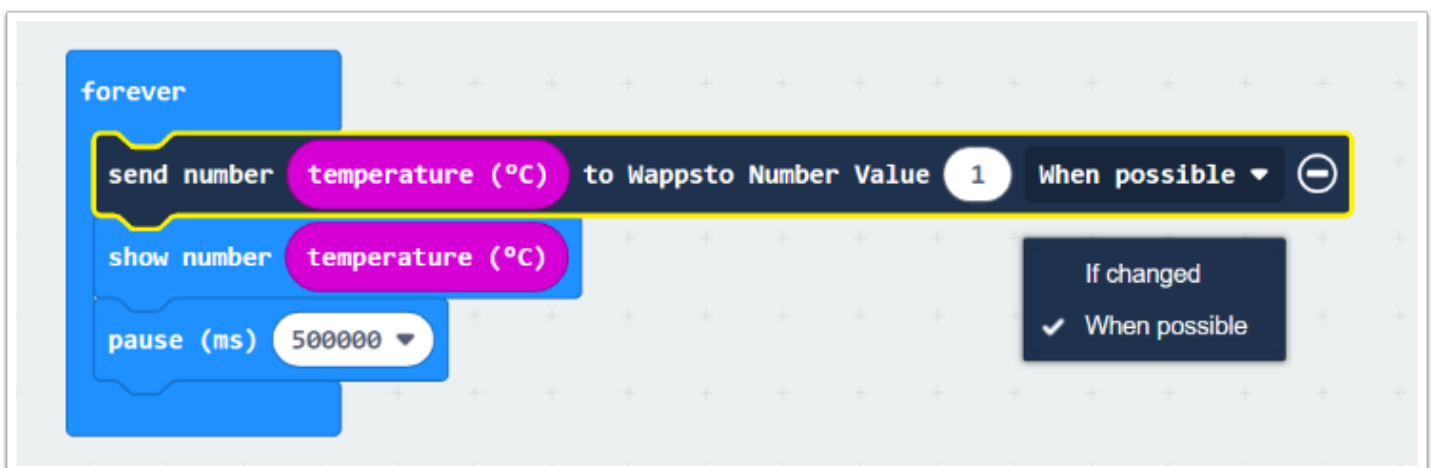 forever
send number temperature (°C) to Wappsto Number Value 1 When possible
show number temperature (°C)
If changed
When possible
pause (ms) 500000